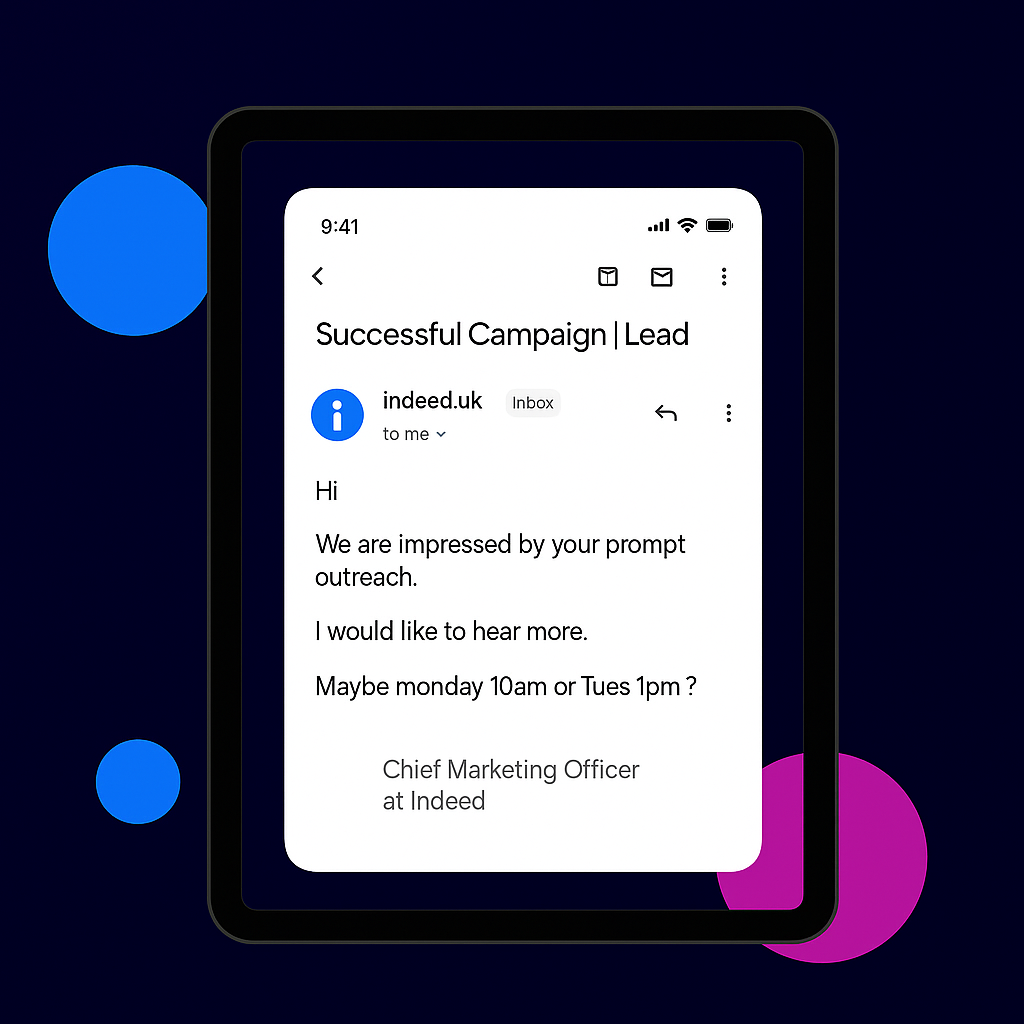 9:41
Successful Campaign | Lead
indeed.uk Inbox
to me
Hi
We are impressed by your prompt
outreach.
I would like to hear more.
Maybe monday 10am or Tues 1pm ?
Chief Marketing Officer
at Indeed